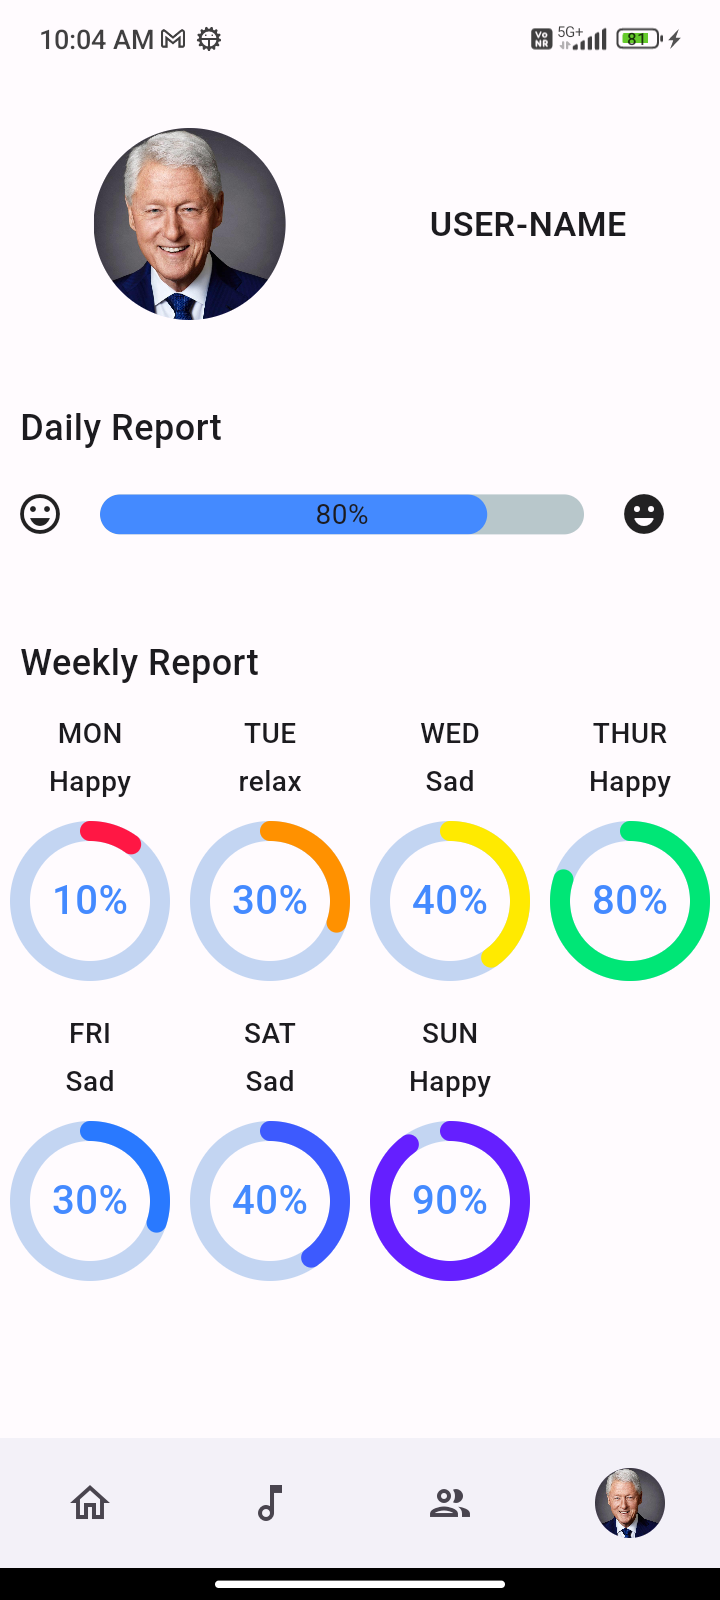 10:04 AM
Vo NR 5G+ 81
USER-NAME
Daily Report
80%
Weekly Report
MON TUE WED THUR
Happy relax Sad Happy
10% 30% 40% 80%
FRI SAT SUN
Sad Sad Happy
30% 40% 90%